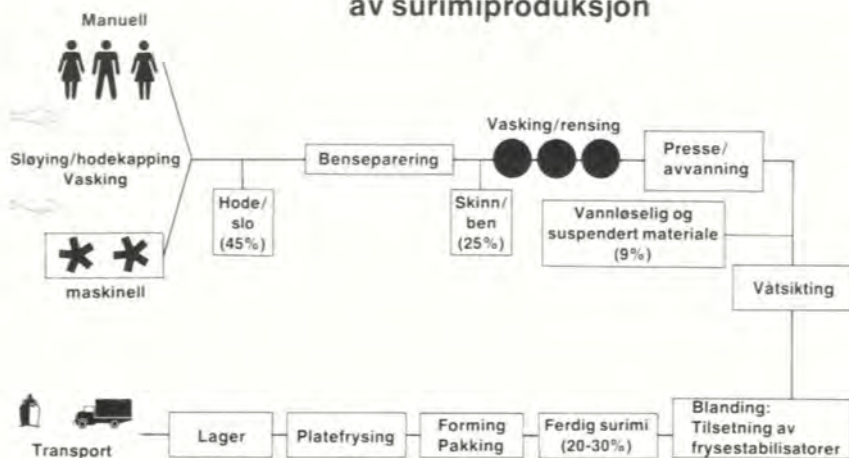 av surimiproduksjon
Manuell
Sløying/hodekapping
Vasking
maskinell
Hode/
slo
(45%)
Benseparering
Skinn/
ben
(25%)
Vasking/rensing
Presse/
avvanning
Vannløselig og
suspendert materiale
(9%)
Våtsikting
Blanding:
Tilsetning av
frysestabilisatorer
Ferdig surimi
(20-30%)
Forming
Pakking
Platefrysing
Lager
Transport